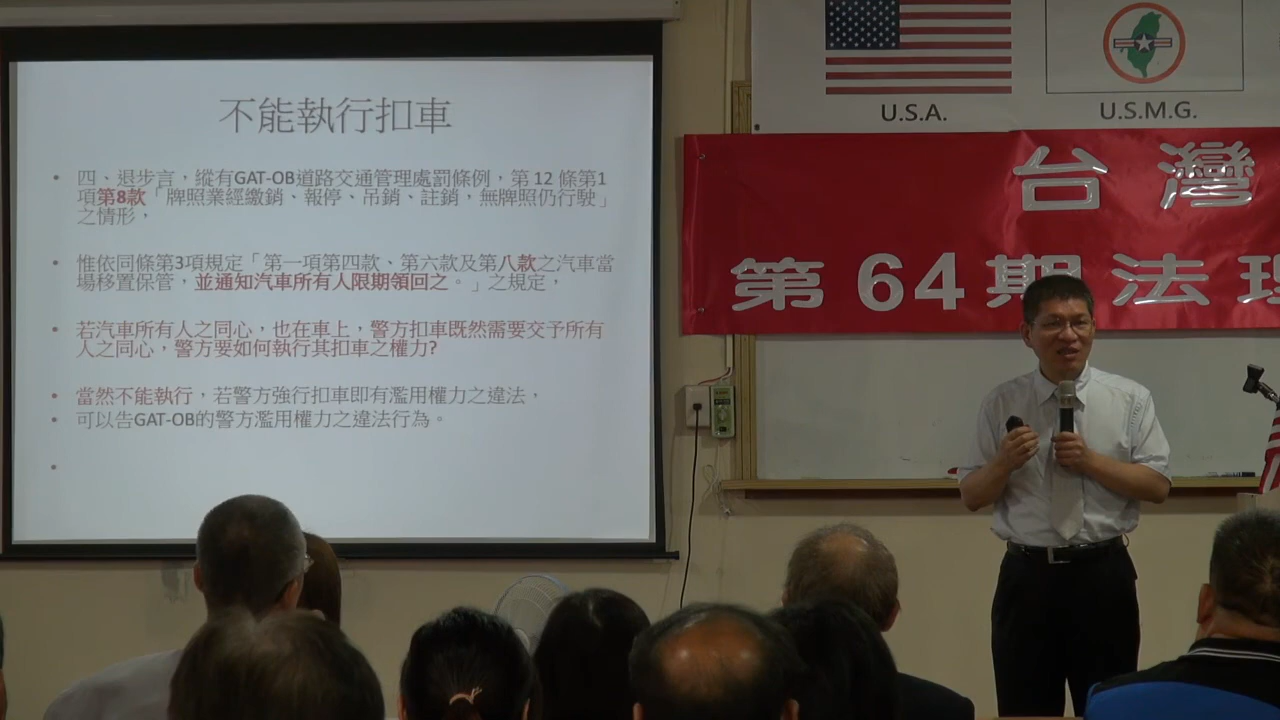 不能執行扣車
• 四、退步言，縱有GAT-OB道路交通管理處罰條例，第 12 條第1
項第8款「牌照業經繳銷、報停、吊銷、註銷，無牌照仍行駛」
之情形，
• 惟依同條第3項規定「第一項第四款、第六款及第八款之汽車當
場移置保管，並通知汽車所有人限期領回之。」之規定，
• 若汽車所有人之同心，也在車上，警方扣車既然需要交予所有
人之同心，警方要如何執行其扣車之權力?
• 當然不能執行，若警方強行扣車即有濫用權力之違法，
• 可以告GAT-OB的警方濫用權力之違法行為。
•
U.S.A.
U.S.M.G.
台灣
第64期法理